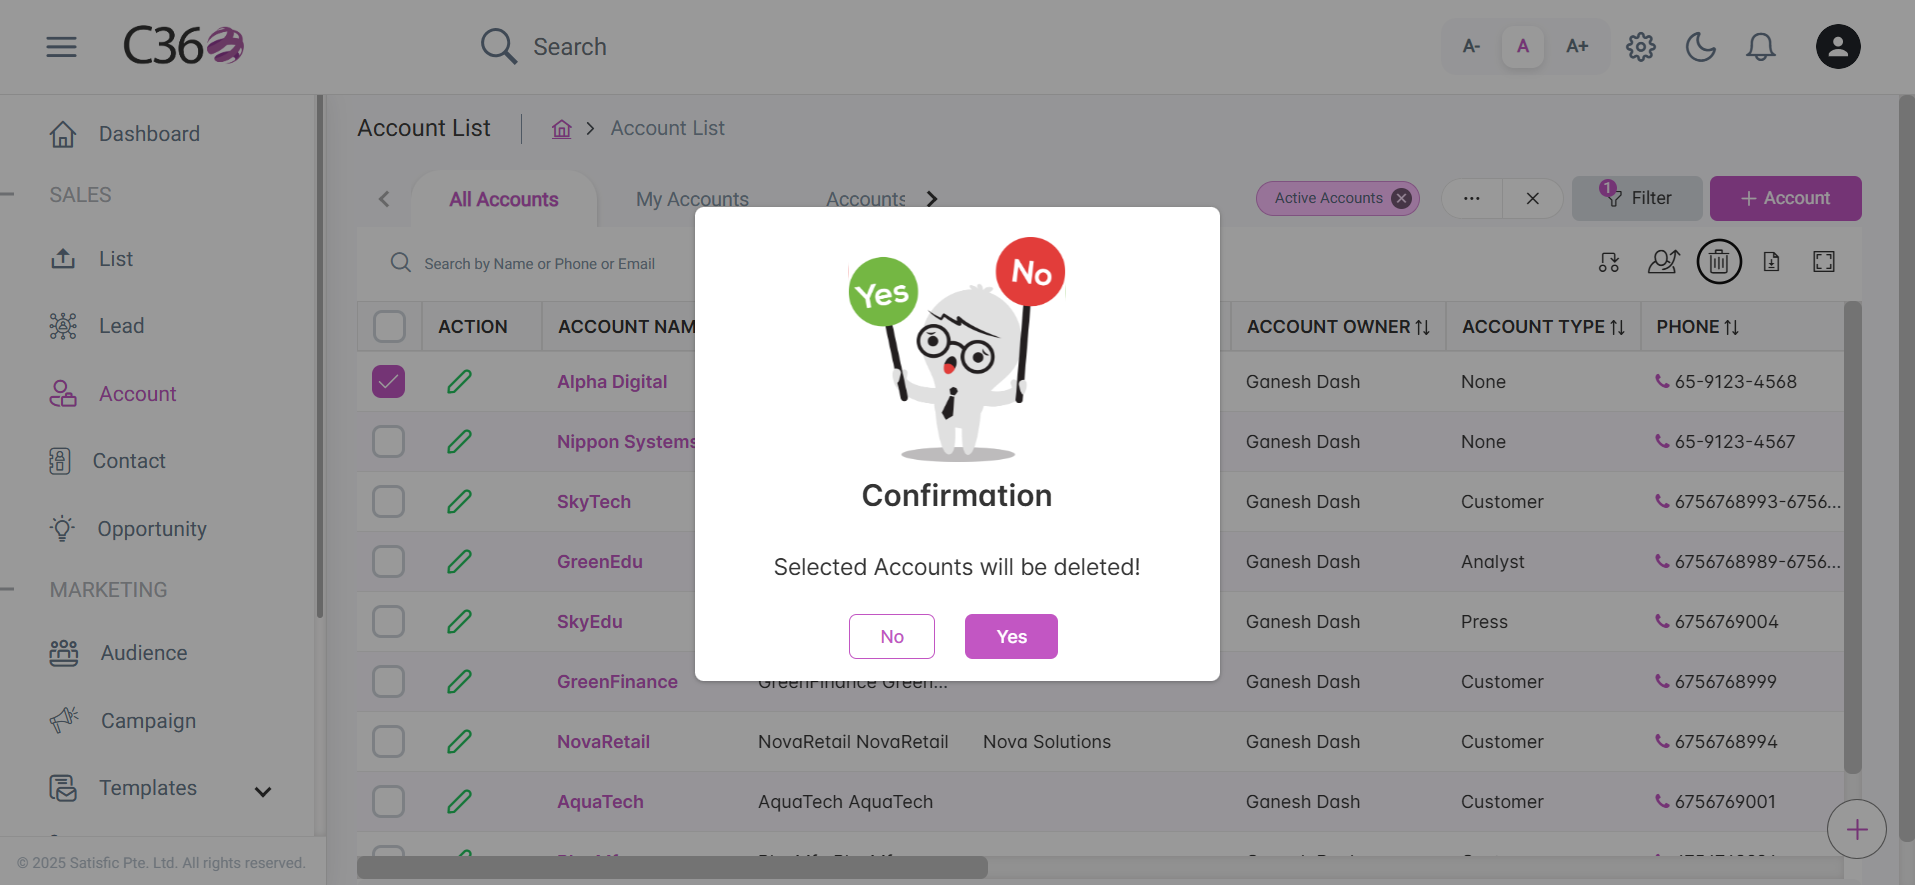 C360
Search
A-
A
A+
Dashboard
SALES
List
Lead
Account
Contact
Opportunity
MARKETING
Audience
Campaign
Templates
© 2025 Satisfic Pte. Ltd. All rights reserved.
Account List
Account List
All Accounts
My Accounts
Accounts
Active Accounts
1
Filter
+ Account
Search by Name or Phone or Email
ACTION
ACCOUNT NAM
ACCOUNT OWNER
ACCOUNT TYPE
PHONE
Alpha Digital Ganesh Dash None 65-9123-4568
Nippon Systems Ganesh Dash None 65-9123-4567
SkyTech Ganesh Dash Customer 6756768993-6756...
GreenEdu Ganesh Dash Analyst 6756768989-6756...
SkyEdu Ganesh Dash Press 6756769004
GreenFinance GreenFinance Green... Ganesh Dash Customer 6756768999
NovaRetail NovaRetail NovaRetail Nova Solutions Ganesh Dash Customer 6756768994
AquaTech AquaTech AquaTech Ganesh Dash Customer 6756769001
Yes
No
Confirmation
Selected Accounts will be deleted!
No
Yes